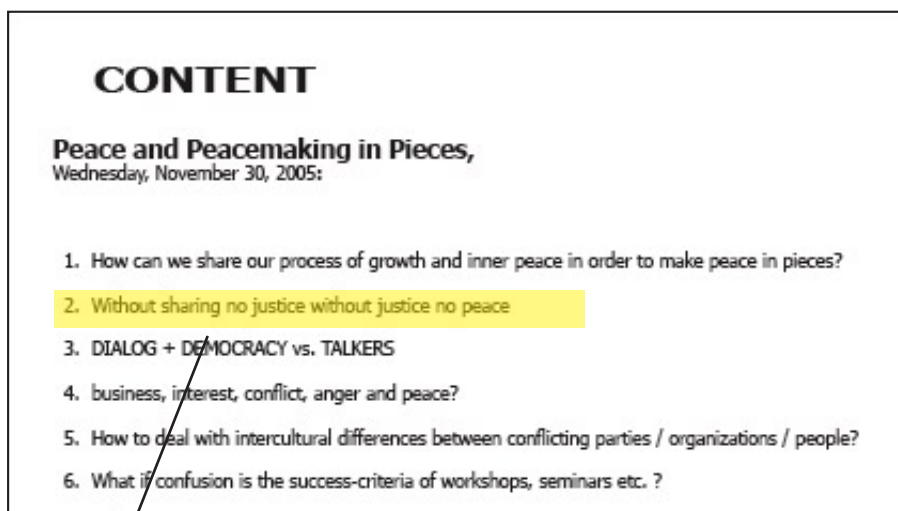 CONTENT
Peace and Peacemaking in Pieces,
Wednesday, November 30, 2005:
1. How can we share our process of growth and inner peace in order to make peace in pieces?
2. Without sharing no justice without justice no peace
3. DIALOG + DEMOCRACY vs. TALKERS
4. business, interest, conflict, anger and peace?
5. How to deal with intercultural differences between conflicting parties / organizations / people?
6. What if confusion is the success-criteria of workshops, seminars etc. ?